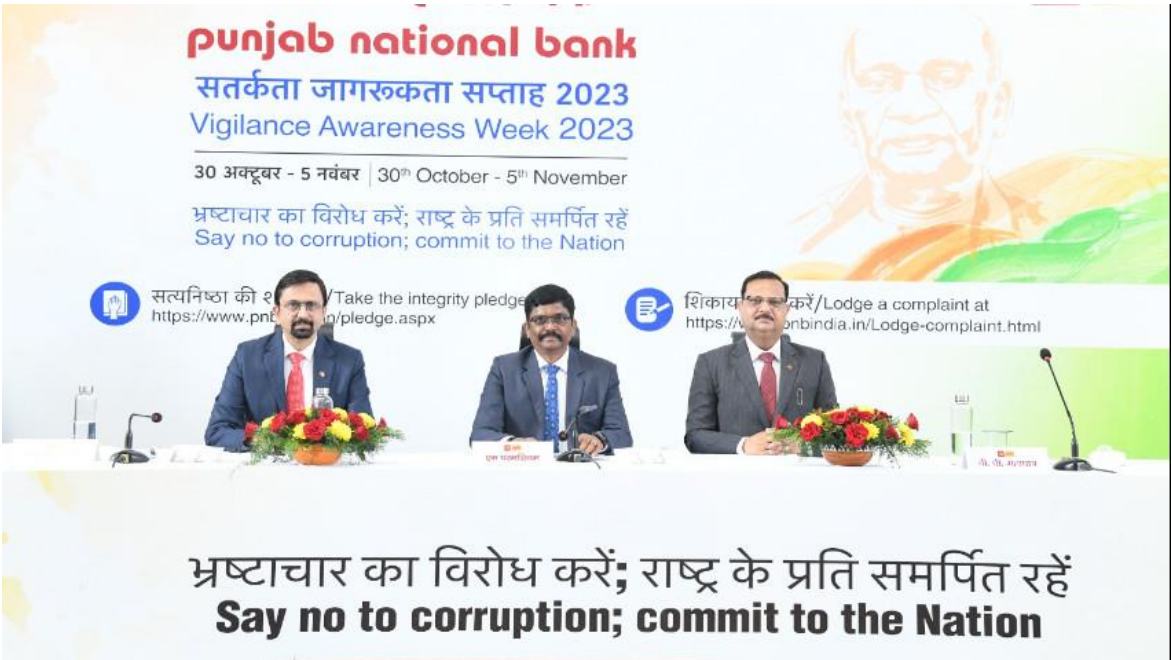 punjab national bank
सतर्कता जागरूकता सप्ताह 2023
Vigilance Awareness Week 2023
30 अक्टूबर - 5 नवंबर | 30th October - 5th November
भ्रष्टाचार का विरोध करें; राष्ट्र के प्रति समर्पित रहें
Say no to corruption; commit to the Nation
सत्यनिष्ठा की /Take the integrity pledge
https://www.pnb n/pledge.aspx
शिकाय करें/Lodge a complaint at
https://w onbindia.in/Lodge-complaint.html
भ्रष्टाचार का विरोध करें; राष्ट्र के प्रति समर्पित रहें
Say no to corruption; commit to the Nation